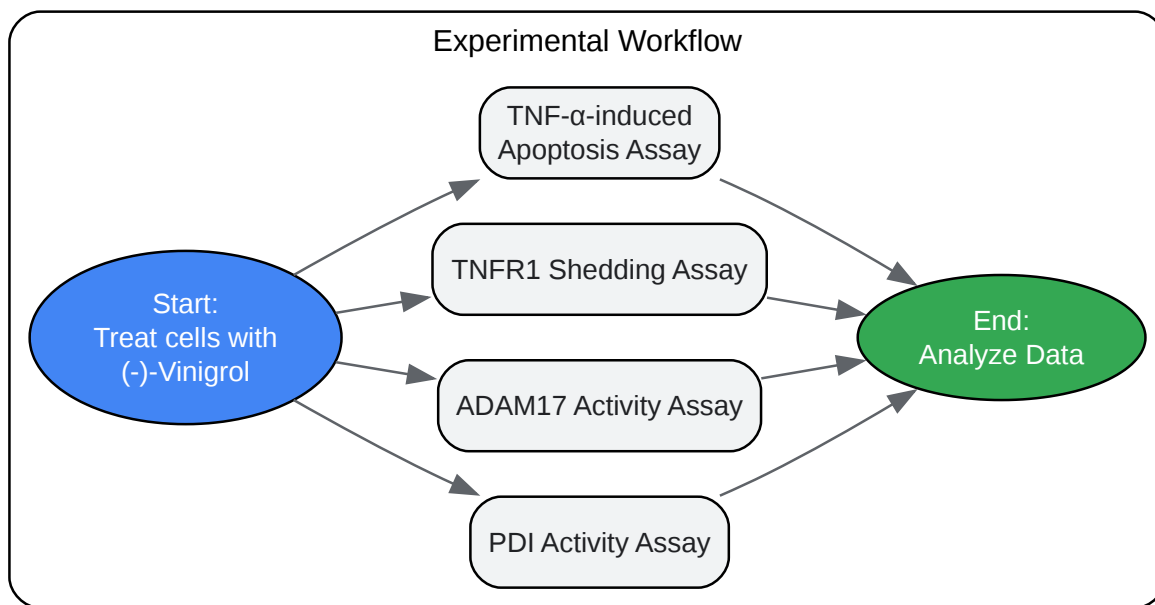 Experimental Workflow
TNF-α-induced
Apoptosis Assay
TNFR1 Shedding Assay
Start:
Treat cells with
(-)-Vinigrol
End:
Analyze Data
ADAM17 Activity Assay
PDI Activity Assay